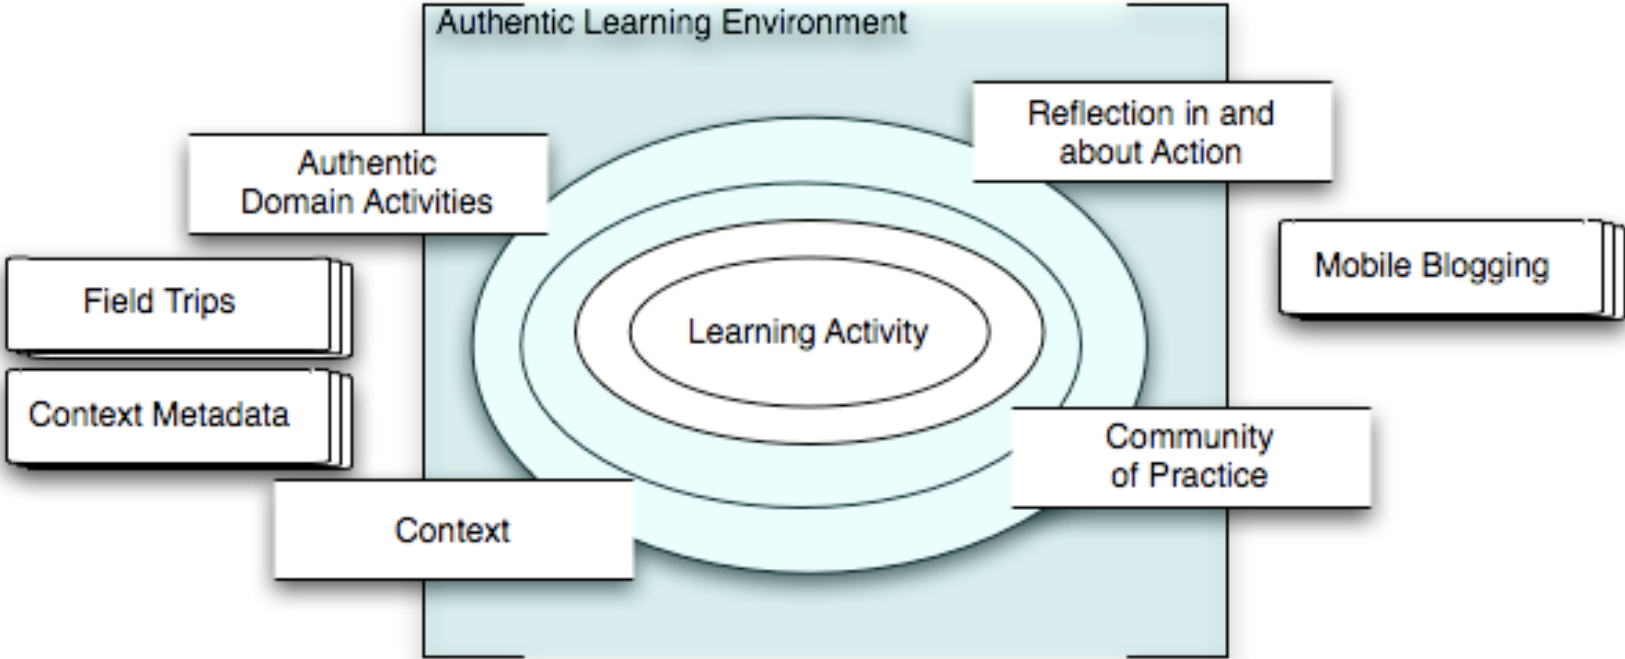 Authentic Learning Environment
Reflection in and
about Action
Authentic
Domain Activities
Mobile Blogging
Field Trips
Learning Activity
Context Metadata
Community
of Practice
Context